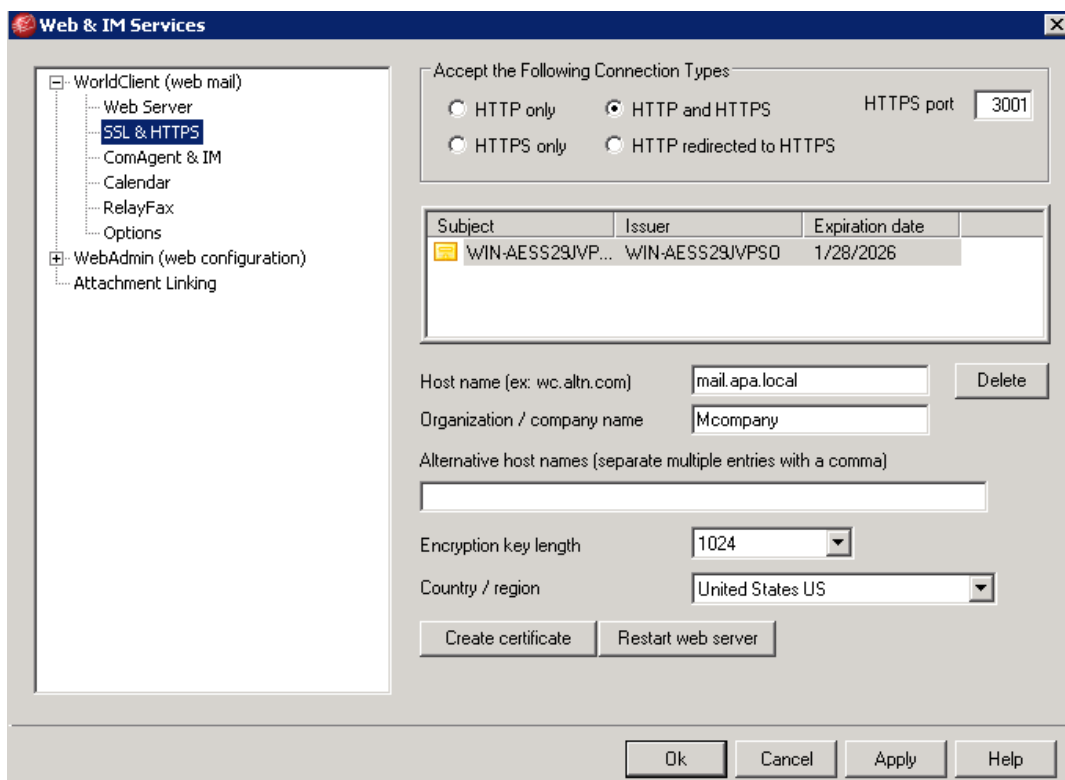 Web & IM Services
WorldClient (web mail)
Web Server
SSL & HTTPS
ComAgent & IM
Calendar
RelayFax
Options
WebAdmin (web configuration)
Attachment Linking
Accept the Following Connection Types
HTTP only HTTP and HTTPS HTTPS port 3001
HTTPS only HTTP redirected to HTTPS
Subject Issuer Expiration date
WIN-AESS29JVP... WIN-AESS29JVPSO 1/28/2026
Host name (ex: wc.altn.com) mail.apa.local Delete
Organization / company name Mcompany
Alternative host names (separate multiple entries with a comma)
Encryption key length 1024
Country / region United States US
Create certificate Restart web server
Ok Cancel Apply Help